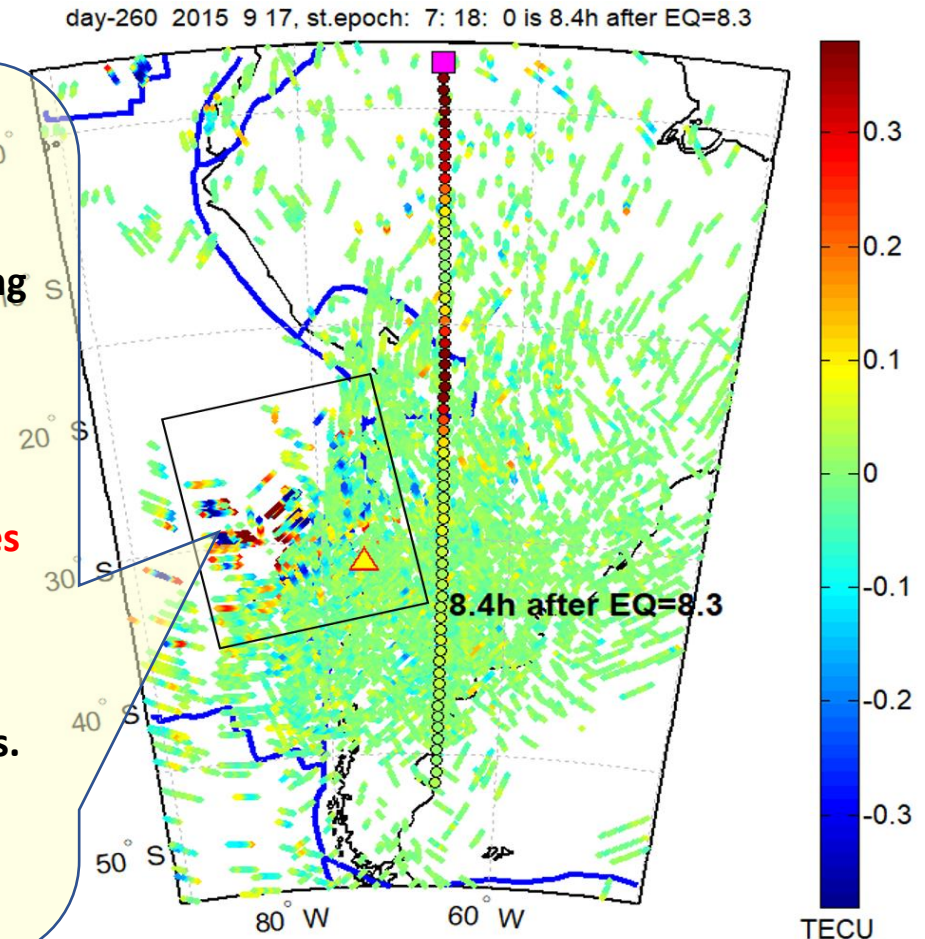 day-260 2015 9 17, st.epoch: 7: 18: 0 is 8.4h after EQ=8.3
0°
ng
S
es
20° S
30° S
8.4h after EQ=8.3
40° S
s.
50° S
80° W
60° W
0.3
0.2
0.1
0
-0.1
-0.2
-0.3
TECU